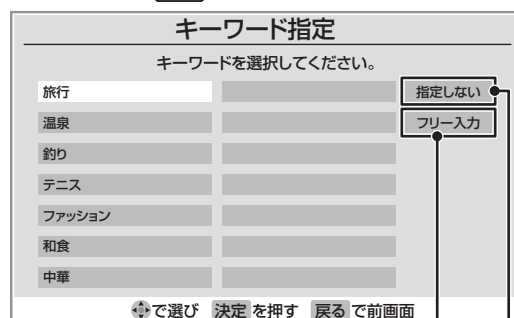 キーワード指定
キーワードを選択してください。
旅行 指定しない
温泉 フリー入力
釣り
テニス
ファッション
和食
中華
で選び 決定 を押す 戻る で前画面